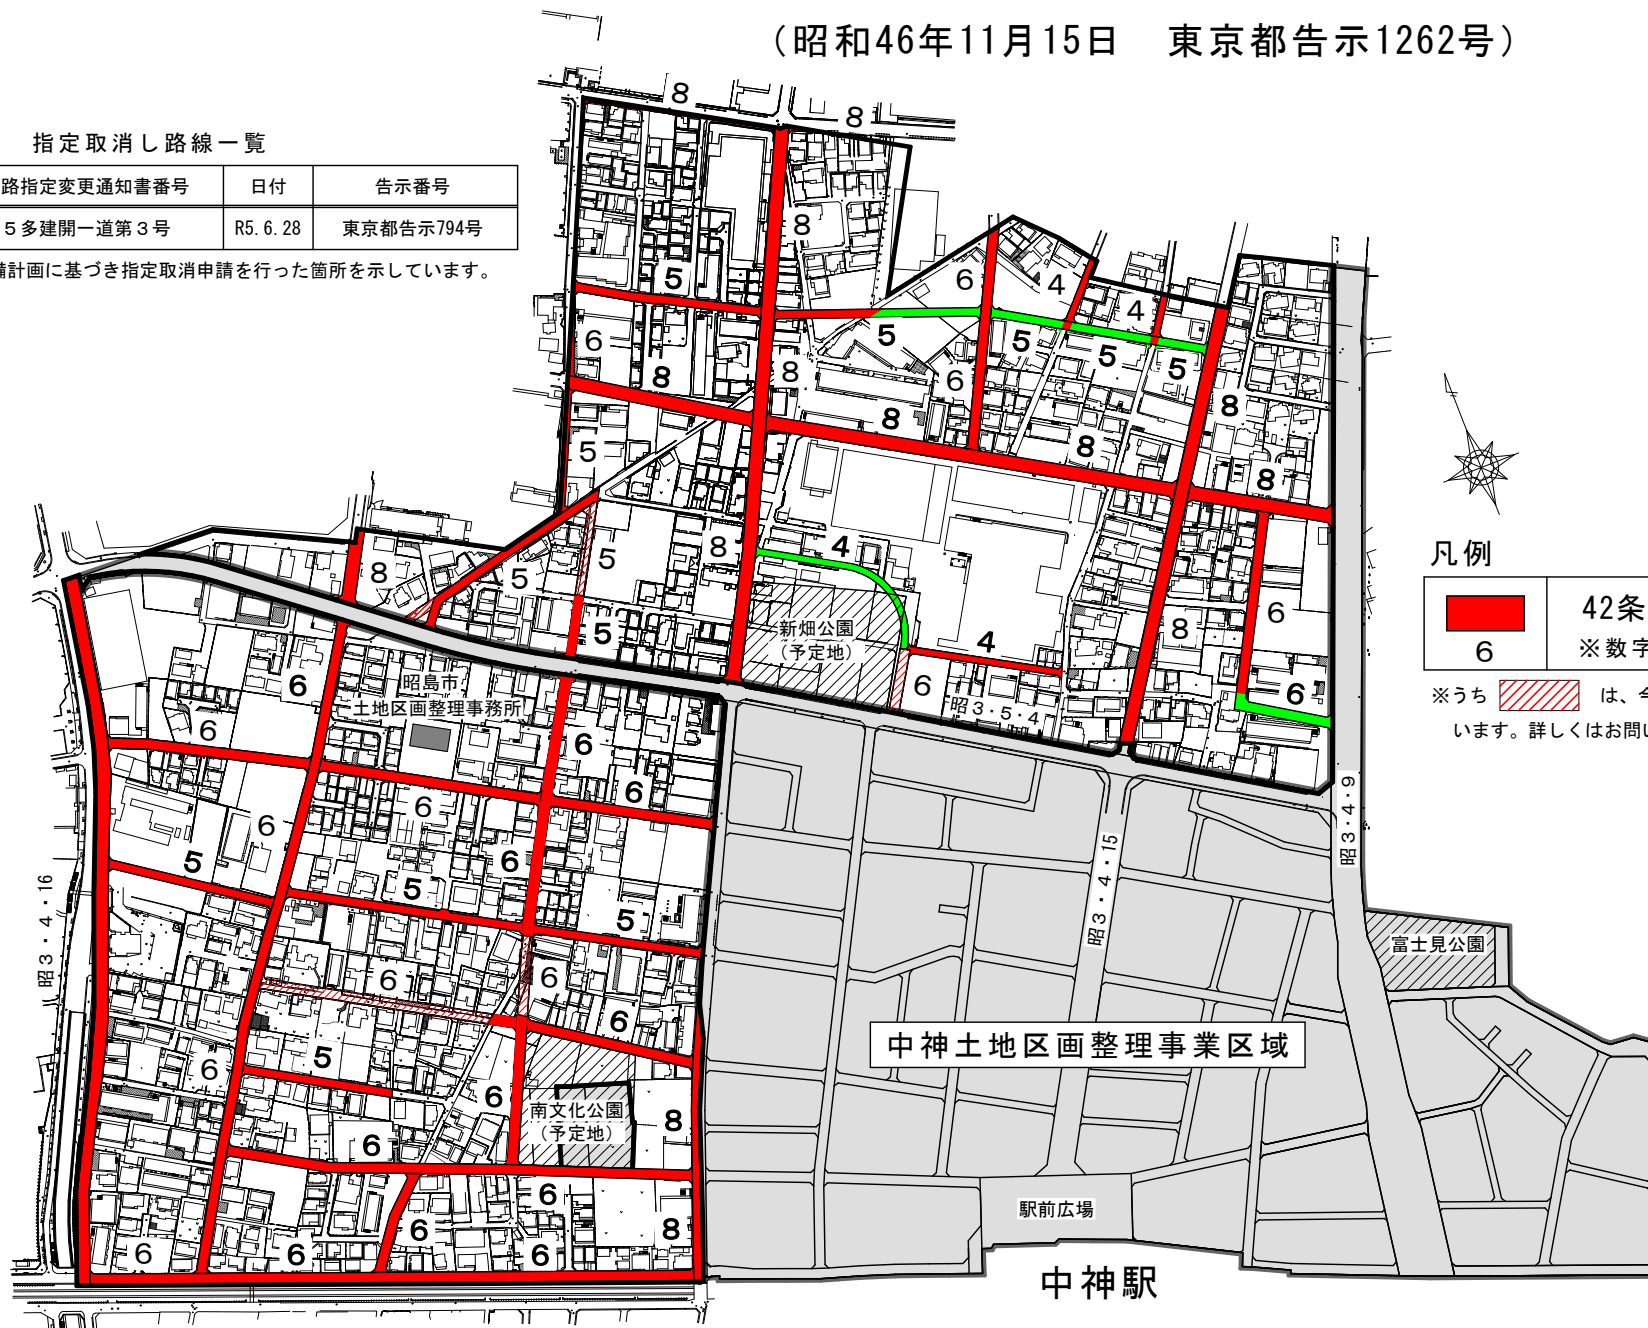 （昭和46年11月15日　東京都告示1262号）
指定取消し路線一覧
路指定変更通知書番号 日付 告示番号
５多建開一道第３号 R5.6.28 東京都告示794号
計画に基づき指定取消申請を行った箇所を示しています。
8
8
8
5
6
4
4
6
5
5
5
5
8
8
6
8
8
8
5
8
8
5
8
5
4
5
新畑公園
（予定地）
4
6
昭3・5・4
8
6
6
凡例
42条
6
※数字
※うち は、今
います。詳しくはお問い
昭島市
土地区画整理事務所
6
6
6
6
6
6
5
5
6
5
昭3・4・16
昭3・4・15
昭3・4・9
富士見公園
6
6
6
6
5
6
中神土地区画整理事業区域
南文化公園
（予定地）
8
6
6
6
8
6
6
6
駅前広場
中神駅